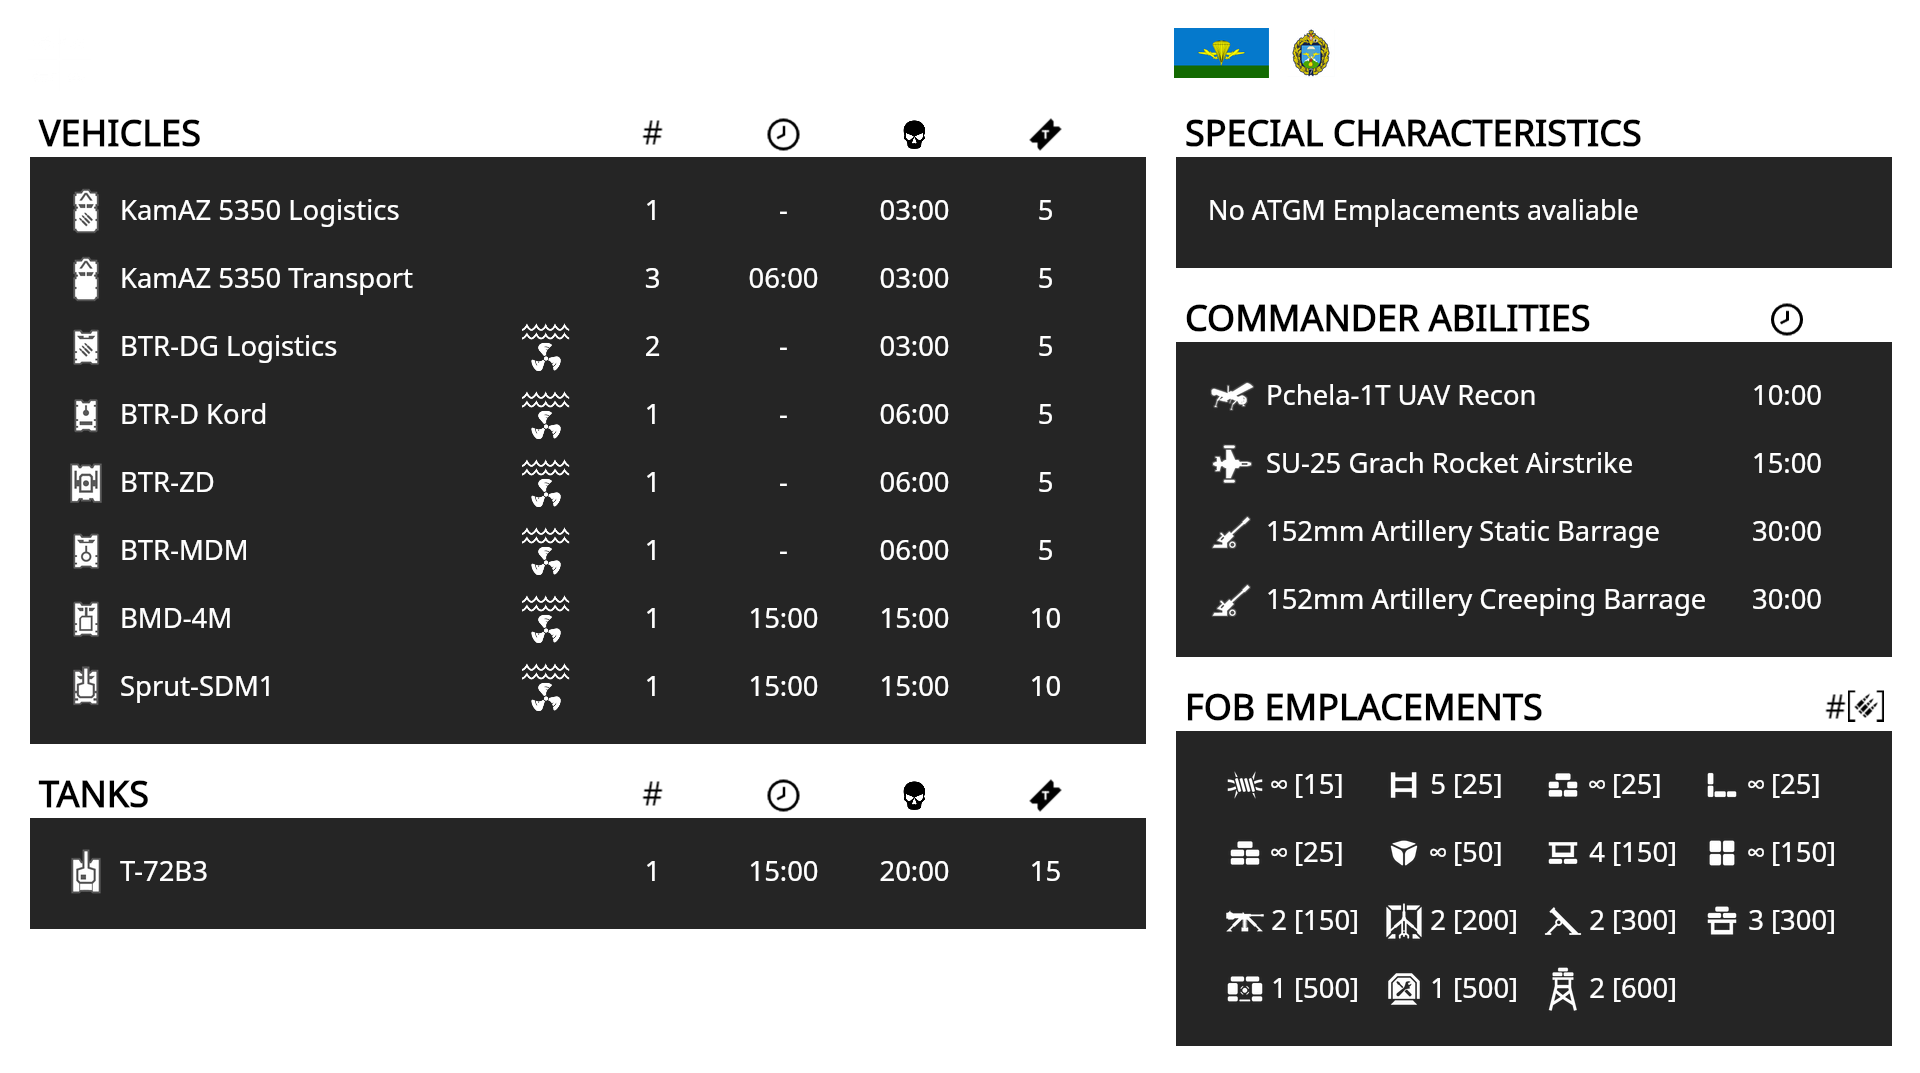 VEHICLES #
KamAZ 5350 Logistics 1 - 03:00 5
KamAZ 5350 Transport 3 06:00 03:00 5
BTR-DG Logistics 2 - 03:00 5
BTR-D Kord 1 - 06:00 5
BTR-ZD 1 - 06:00 5
BTR-MDM 1 - 06:00 5
BMD-4M 1 15:00 15:00 10
Sprut-SDM1 1 15:00 15:00 10
TANKS #
T-72B3 1 15:00 20:00 15
SPECIAL CHARACTERISTICS
No ATGM Emplacements avaliable
COMMANDER ABILITIES
Pchela-1T UAV Recon 10:00
SU-25 Grach Rocket Airstrike 15:00
152mm Artillery Static Barrage 30:00
152mm Artillery Creeping Barrage 30:00
FOB EMPLACEMENTS #[]
∞ [15] 5 [25] ∞ [25] ∞ [25]
∞ [25] ∞ [50] 4 [150] ∞ [150]
2 [150] 2 [200] 2 [300] 3 [300]
1 [500] 1 [500] 2 [600]